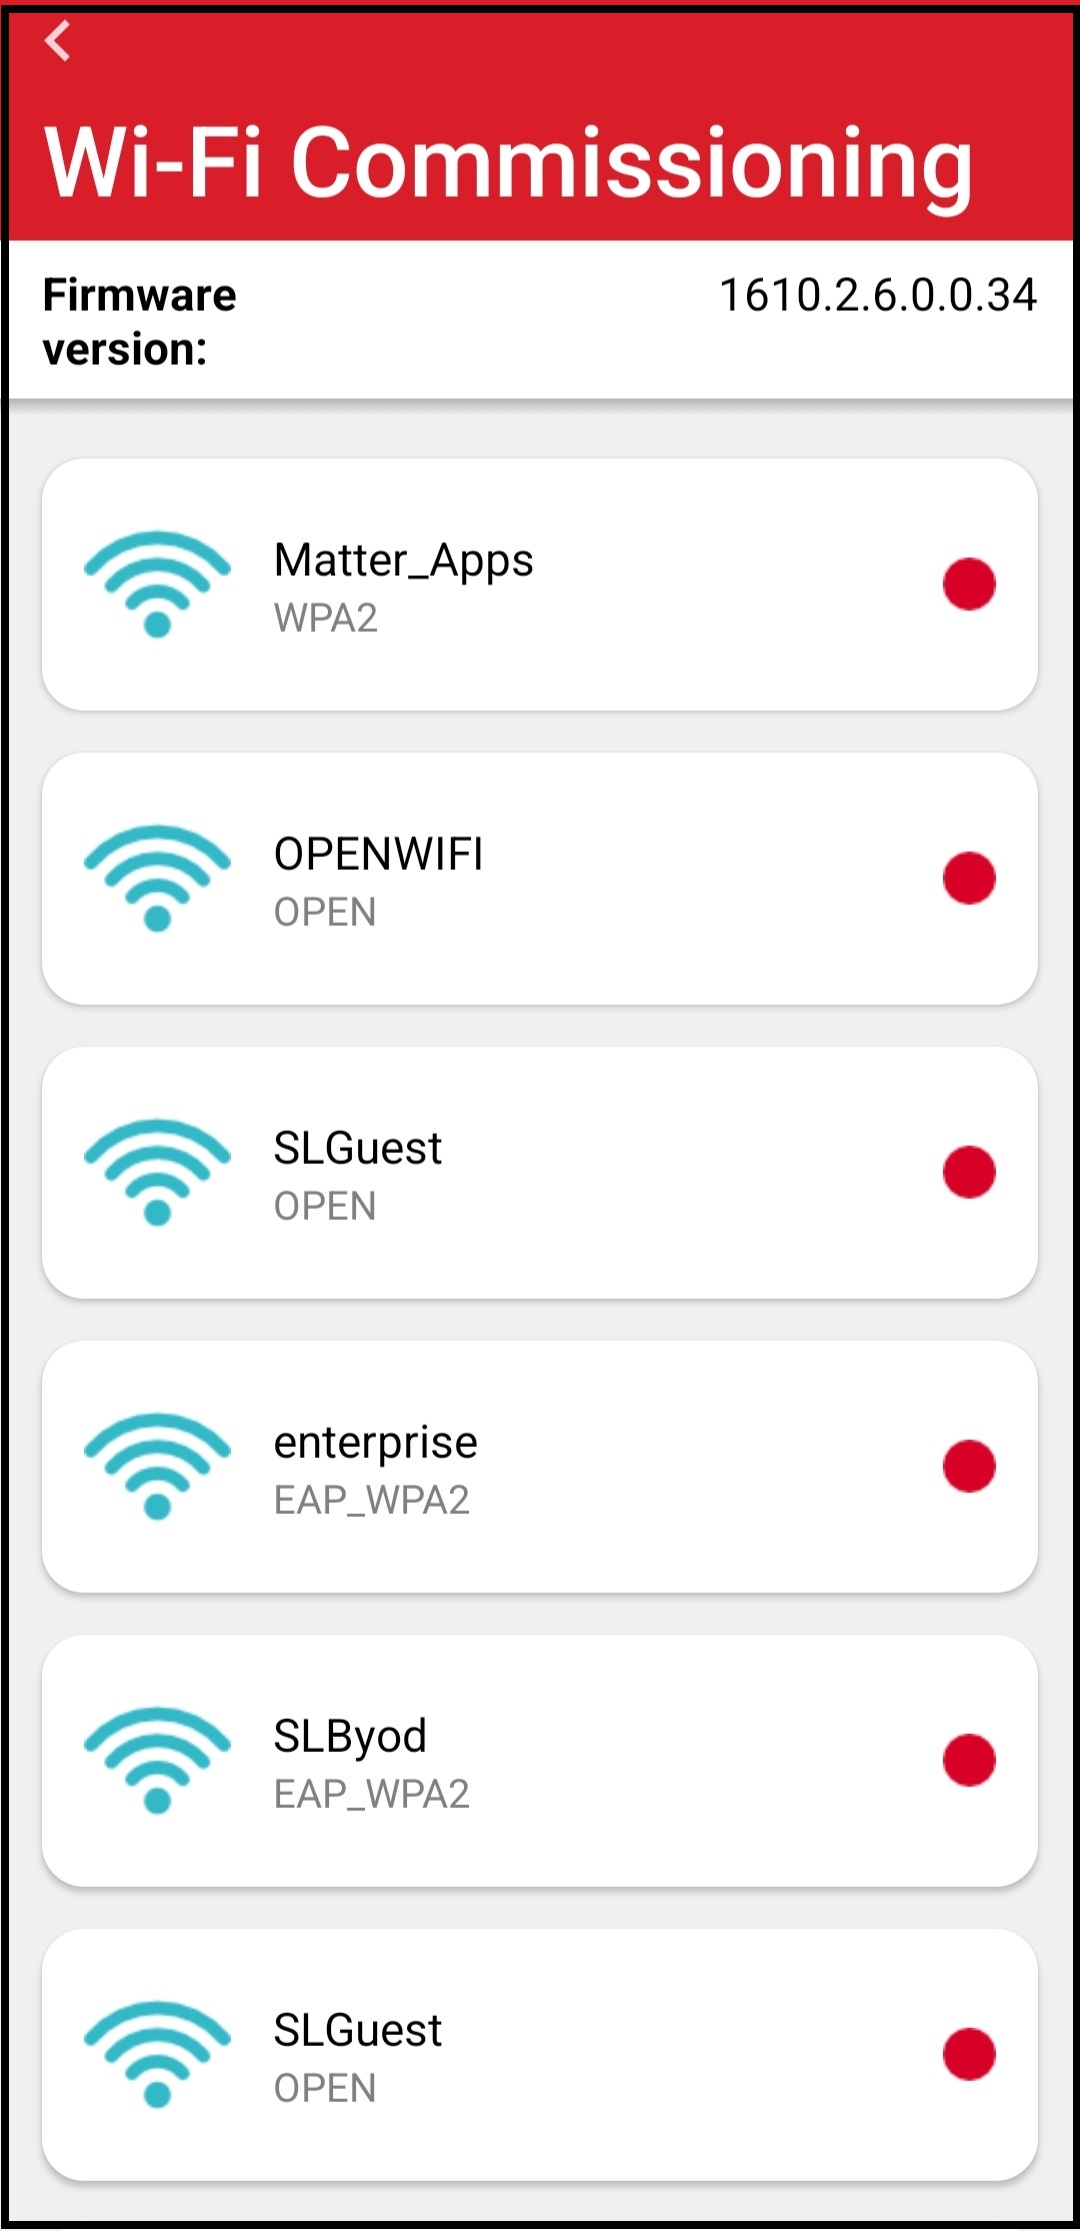 Wi-Fi Commissioning
Firmware 1610.2.6.0.0.34
version:
Matter_Apps
WPA2
OPENWIFI
OPEN
SLGuest
OPEN
enterprise
EAP_WPA2
SLByod
EAP_WPA2
SLGuest
OPEN